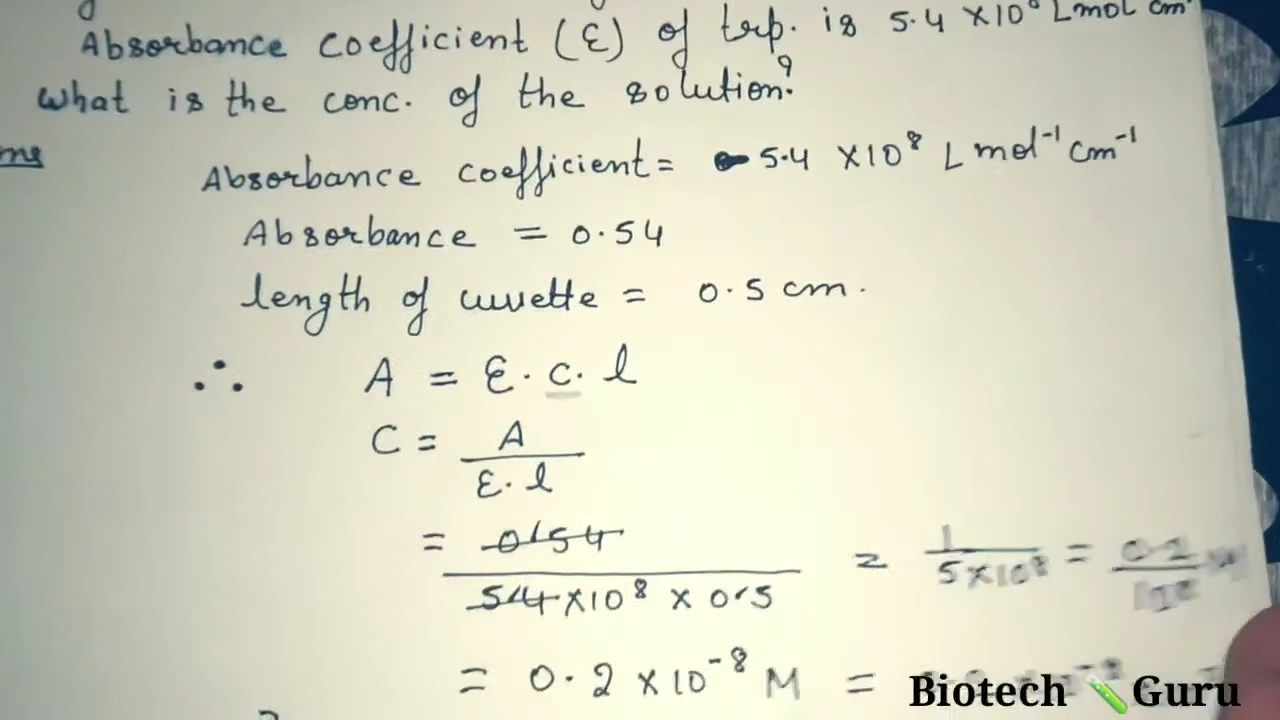 Absorbance coefficient (ε) of trp. is 5.4 ×10 L mol cm
what is the conc. of the solution?
Absorbance coefficient = 5.4 ×10⁸ L mol⁻¹ cm⁻¹
Absorbance = 0.54
length of cuvette = 0.5 cm.
∴ A = ε. c. l
C = A / ε. l
= 0.54 / 5.4×10⁸ × 0.5 = 1 / 5×10⁸ =
= 0.2 ×10⁻⁸ M =
Biotech Guru